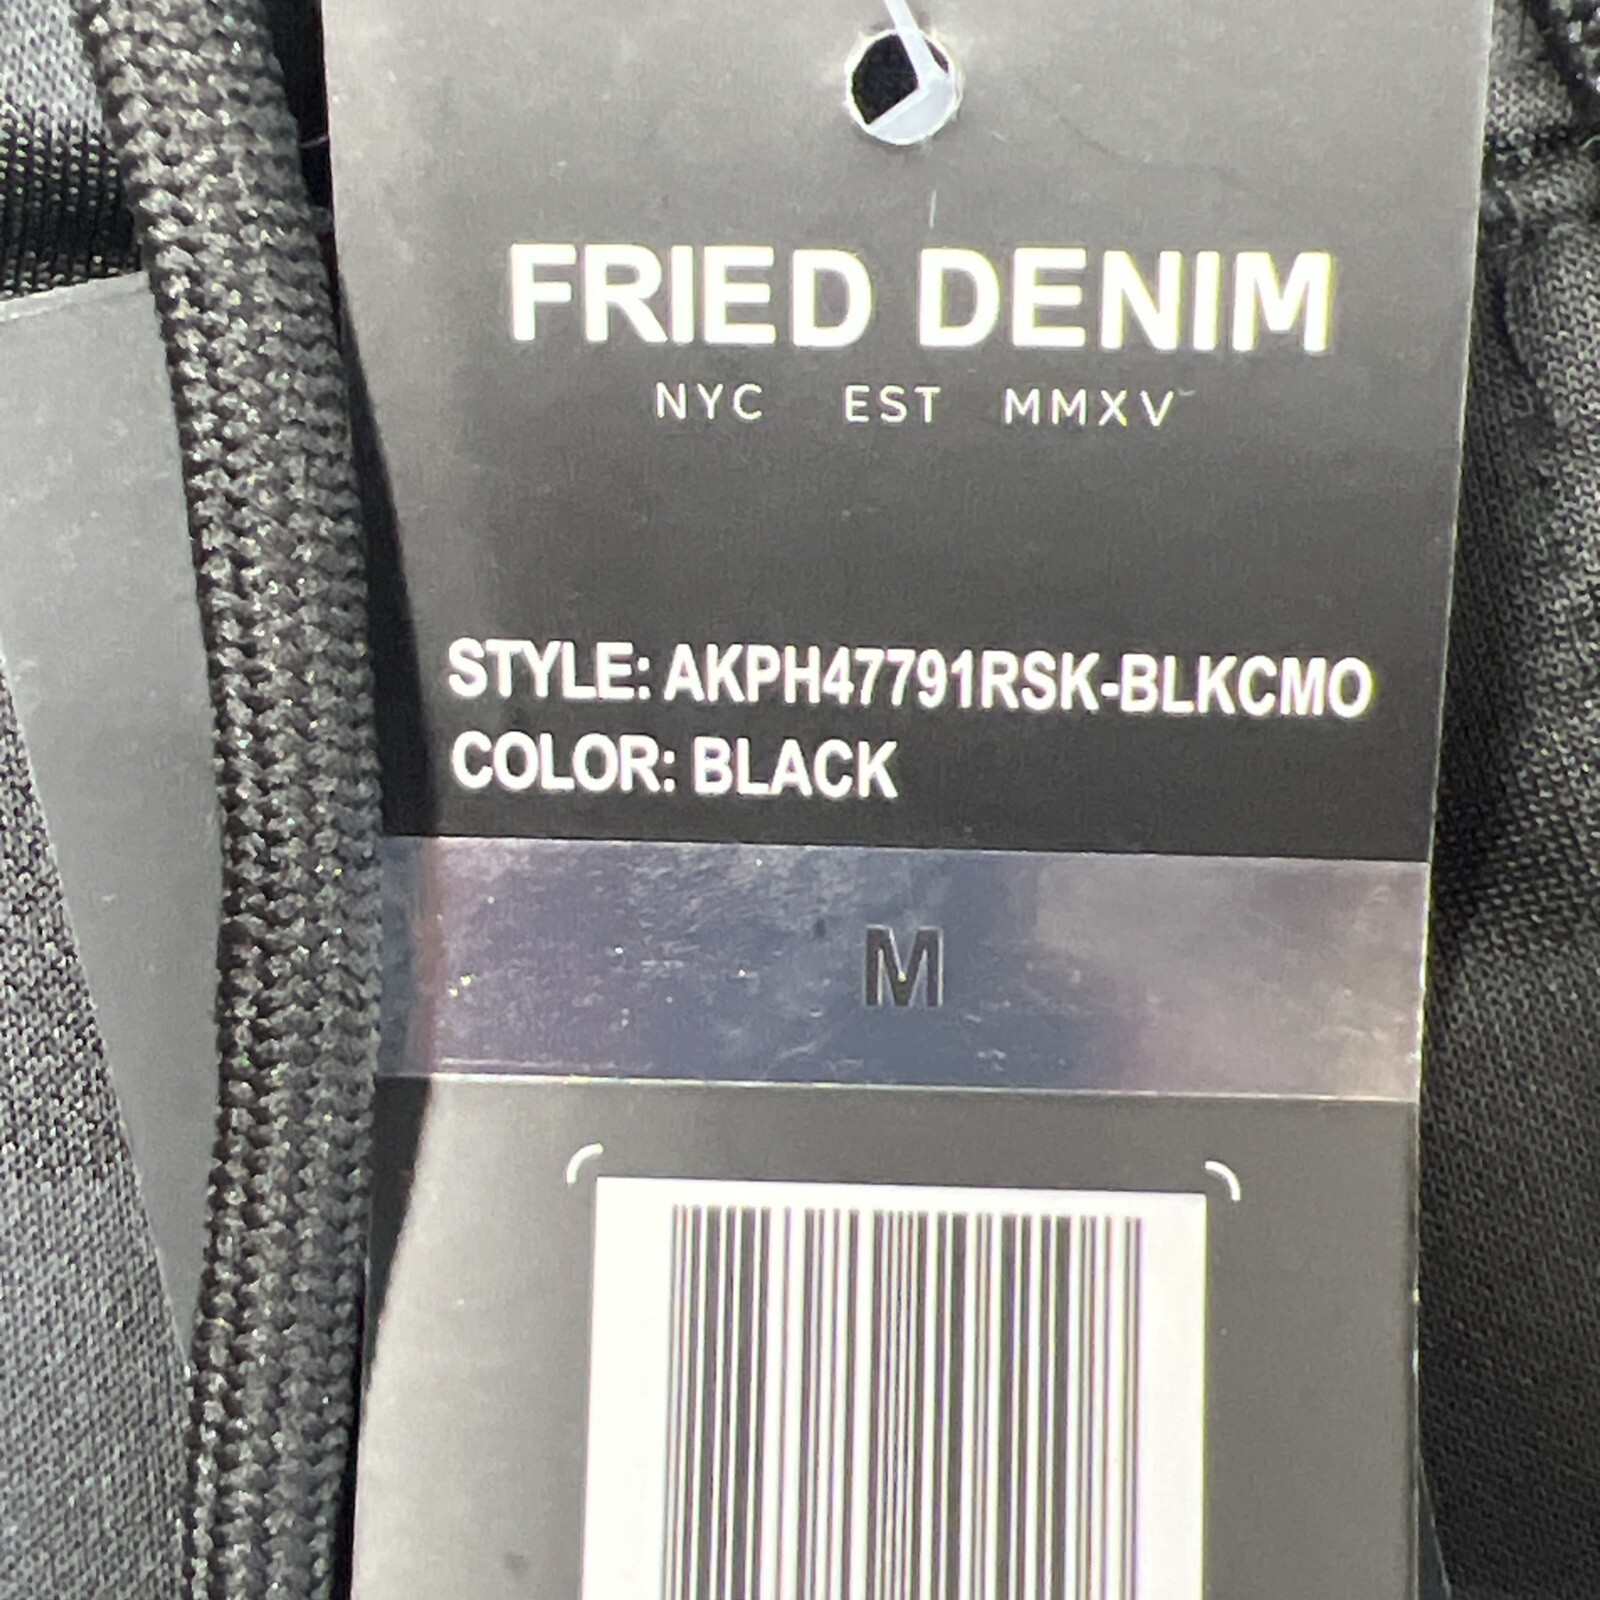 FRIED DENIM
NYC EST MMXV
STYLE: AKPH47791RSK-BLKCMO
COLOR: BLACK
M